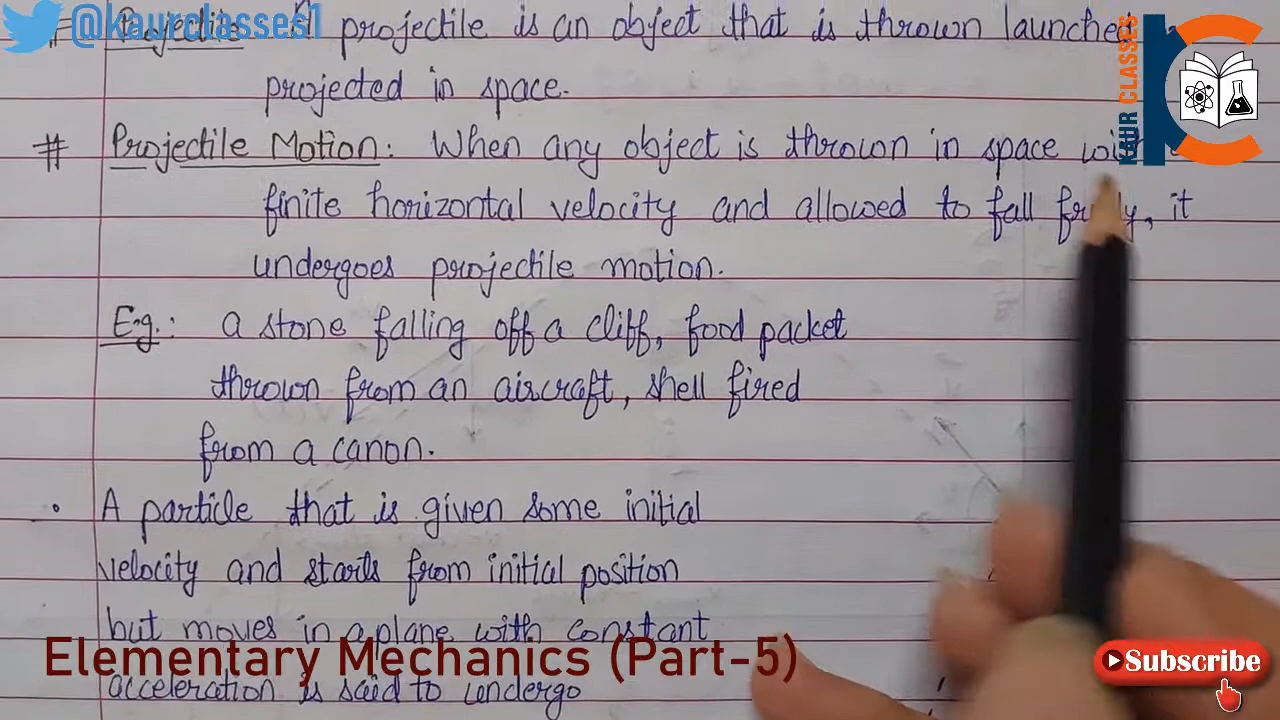 @kaurclasses1
# Projectile A projectile is an object that is thrown launched
projected in space.
# Projectile Motion: When any object is thrown in space
finite horizontal velocity and allowed to fall freely, it
undergoes projectile motion.
E.g.: a stone falling off a cliff, food packet
thrown from an aircraft, shell fired
from a canon.
. A particle that is given some initial
velocity and starts from initial position
but moves in a plane with constant
acceleration is said to undergo
KAUR CLASSES
Elementary Mechanics (Part-5)
Subscribe